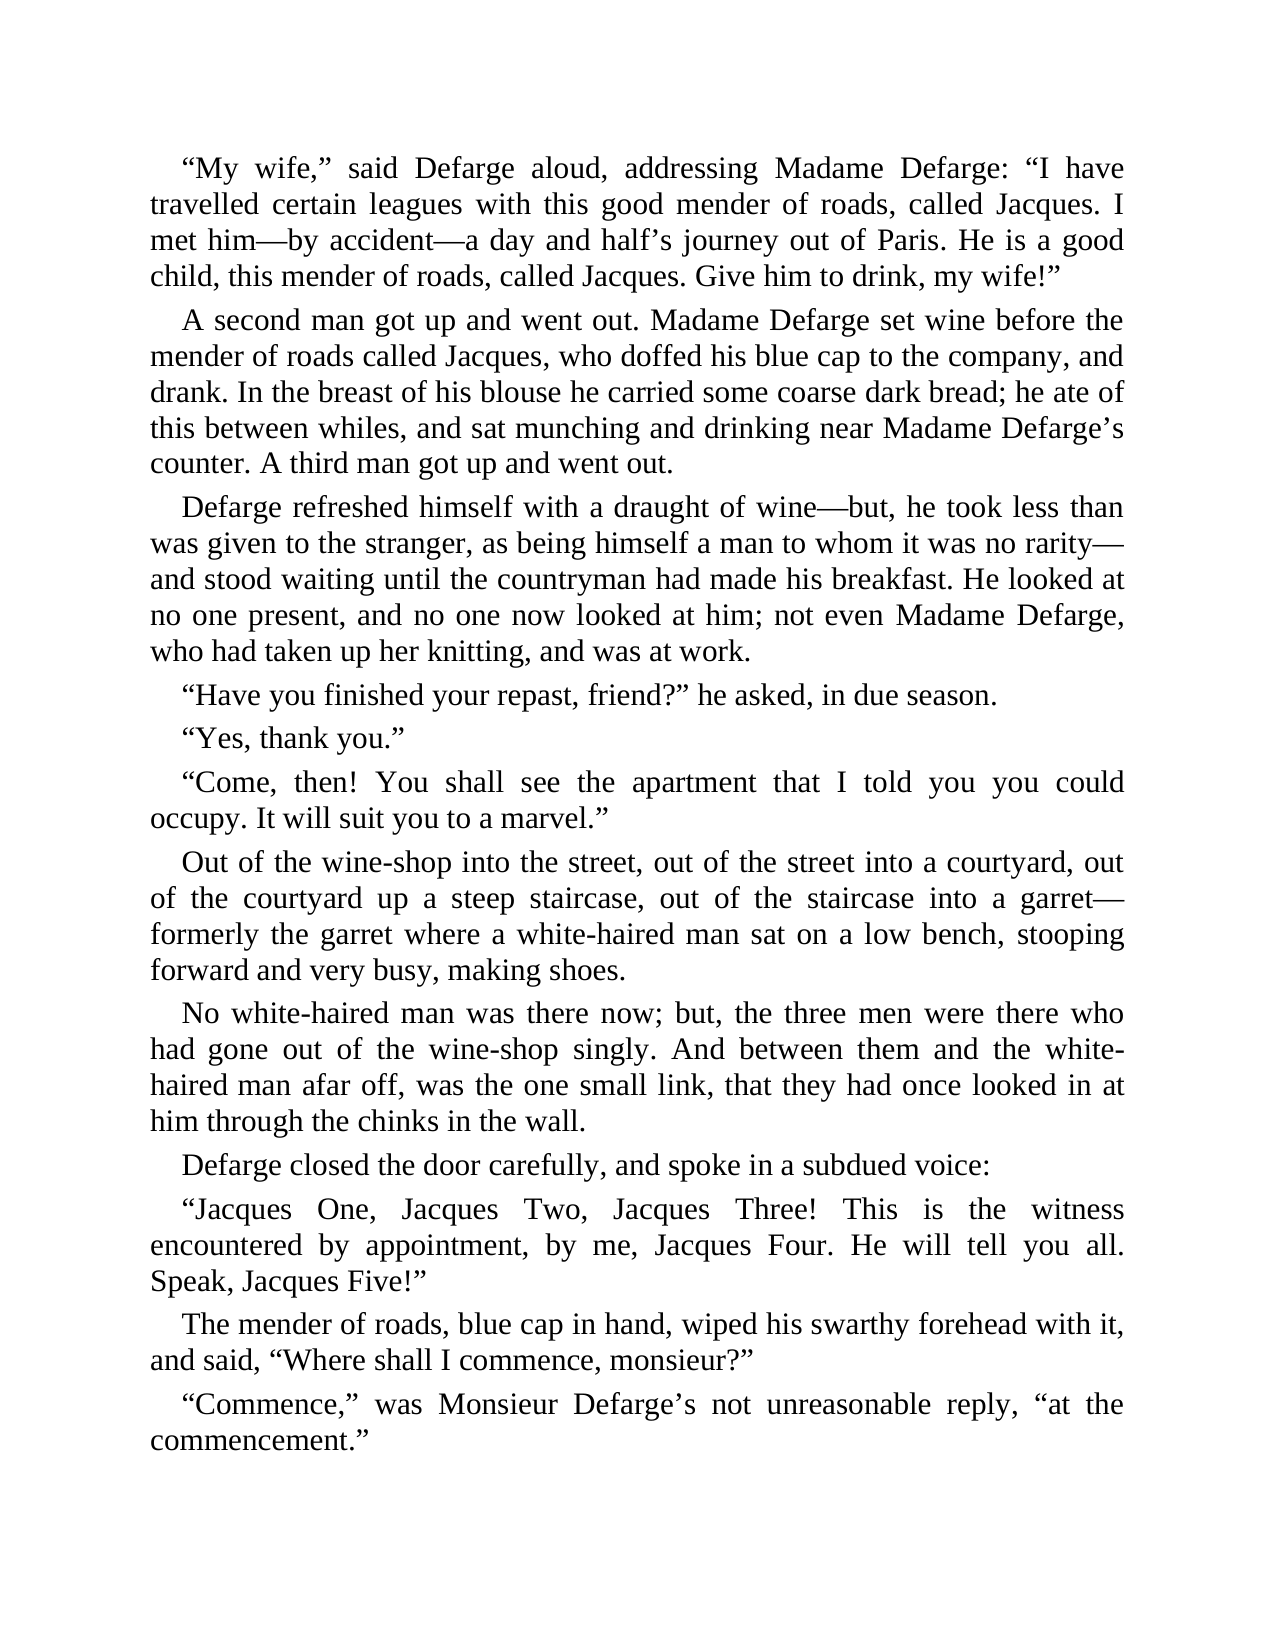 “My wife,” said Defarge aloud, addressing Madame Defarge: “I have
travelled certain leagues with this good mender of roads, called Jacques. I
met him—by accident—a day and half’s journey out of Paris. He is a good
child, this mender of roads, called Jacques. Give him to drink, my wife!”
A second man got up and went out. Madame Defarge set wine before the
mender of roads called Jacques, who doffed his blue cap to the company, and
drank. In the breast of his blouse he carried some coarse dark bread; he ate of
this between whiles, and sat munching and drinking near Madame Defarge’s
counter. A third man got up and went out.
Defarge refreshed himself with a draught of wine—but, he took less than
was given to the stranger, as being himself a man to whom it was no rarity—
and stood waiting until the countryman had made his breakfast. He looked at
no one present, and no one now looked at him; not even Madame Defarge,
who had taken up her knitting, and was at work.
“Have you finished your repast, friend?” he asked, in due season.
“Yes, thank you.”
“Come, then! You shall see the apartment that I told you you could
occupy. It will suit you to a marvel.”
Out of the wine-shop into the street, out of the street into a courtyard, out
of the courtyard up a steep staircase, out of the staircase into a garret—
formerly the garret where a white-haired man sat on a low bench, stooping
forward and very busy, making shoes.
No white-haired man was there now; but, the three men were there who
had gone out of the wine-shop singly. And between them and the white-
haired man afar off, was the one small link, that they had once looked in at
him through the chinks in the wall.
Defarge closed the door carefully, and spoke in a subdued voice:
“Jacques One, Jacques Two, Jacques Three! This is the witness
encountered by appointment, by me, Jacques Four. He will tell you all.
Speak, Jacques Five!”
The mender of roads, blue cap in hand, wiped his swarthy forehead with it,
and said, “Where shall I commence, monsieur?”
“Commence,” was Monsieur Defarge’s not unreasonable reply, “at the
commencement.”